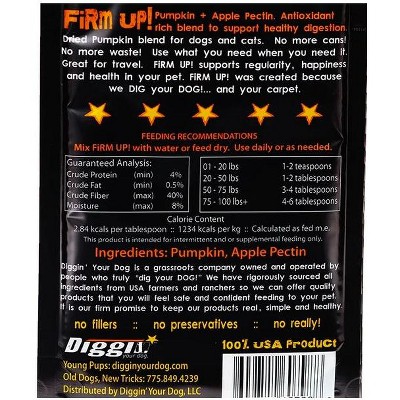 FiRM UP! Pumpkin + Apple Pectin. Antioxidant
rich blend to support healthy digestion.
Dried Pumpkin blend for dogs and cats. No more cans!
No more waste! Use what you need when you need it.
Great for travel. FiRM UP! supports regularity, happiness
and health in your pet. FiRM UP! was created because
we DIG your DOG!... and your carpet.
FEEDING RECOMMENDATIONS
Mix FiRM UP! with water or feed dry. Use daily or as needed.
Guaranteed Analysis:
Crude Protein (min) 4%
Crude Fat (min) 0.5%
Crude Fiber (max) 40%
Moisture (max) 8%
01 - 20 lbs 1-2 teaspoons
20 - 50 lbs 1-2 tablespoons
50 - 75 lbs 3-4 tablespoons
75 - 100 lbs+ 4-6 tablespoons
Calorie Content
2.84 kcals per tablespoon :: 1234 kcals per kg :: Calculated as fed m.e.
This product is intended for intermittent or supplemental feeding only.
Ingredients: Pumpkin, Apple Pectin
Diggin' Your Dog is a grassroots company owned and operated by
people who truly "dig your DOG!" We have rigorously sourced all
ingredients from USA farmers and ranchers so we can offer quality
products that you will feel safe and confident feeding to your pet. It
is our firm promise to keep our products real, simple and healthy.
no fillers :: no preservatives :: no really!
Diggin'
your dog.
100% USA Product
Young Pups: digginyourdog.com
Old Dogs, New Tricks: 775.849.4239
Distributed by Diggin' Your Dog, LLC